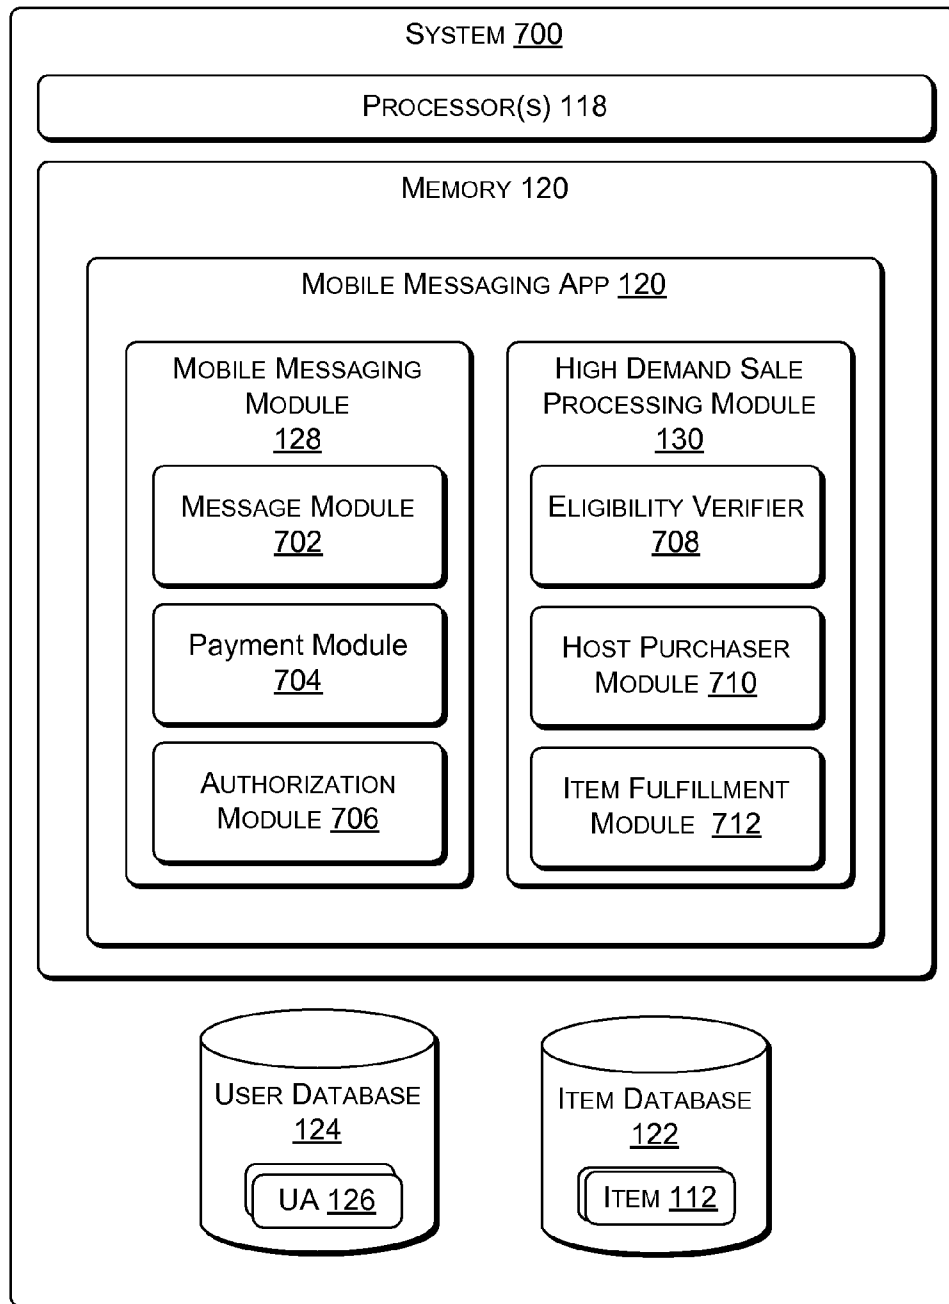 SYSTEM 700
PROCESSOR(S) 118
MEMORY 120
MOBILE MESSAGING APP 120
MOBILE MESSAGING
MODULE
128
MESSAGE MODULE
702
Payment Module
704
AUTHORIZATION
MODULE 706
HIGH DEMAND SALE
PROCESSING MODULE
130
ELIGIBILITY VERIFIER
708
HOST PURCHASER
MODULE 710
ITEM FULFILLMENT
MODULE 712
USER DATABASE
124
UA 126
ITEM DATABASE
122
ITEM 112